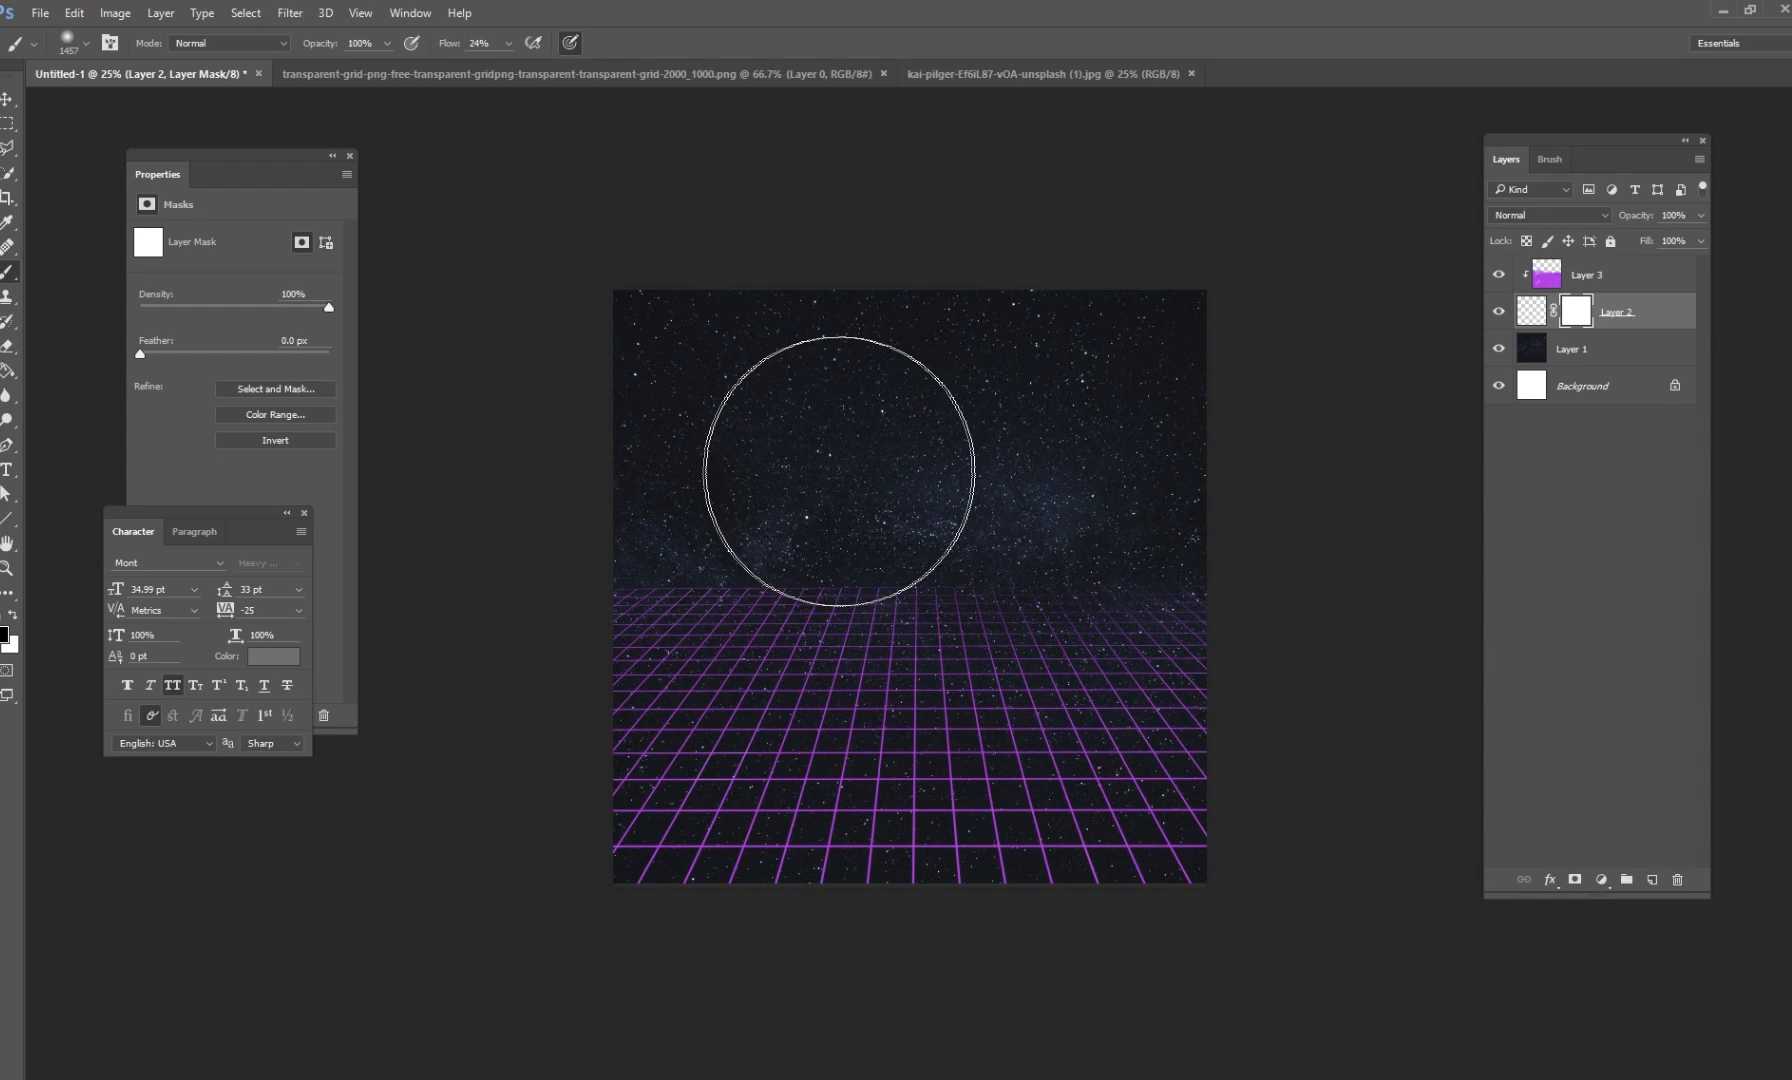 Ps File Edit Image Layer Type Select Filter 3D View Window Help
1457 Mode: Normal Opacity: 100% Flow: 24% Essentials
Untitled-1 @ 25% (Layer 2, Layer Mask/8) * × transparent-grid-png-free-transparent-gridpng-transparent-transparent-grid-2000_1000.png @ 66.7% (Layer 0, RGB/8#) × kai-pilger-Ef6iL87-vOA-unsplash (1).jpg @ 25% (RGB/8) ×
Properties
Masks
Layer Mask
Density: 100%
Feather: 0.0 px
Refine: Select and Mask...
Color Range...
Invert
Character Paragraph
Mont Heavy ...
34.99 pt 33 pt
Metrics -25
100% 100%
0 pt Color:
English: USA Sharp
Layers Brush
Kind
Normal Opacity: 100%
Lock: Fill: 100%
Layer 3
Layer 2
Layer 1
Background
fx